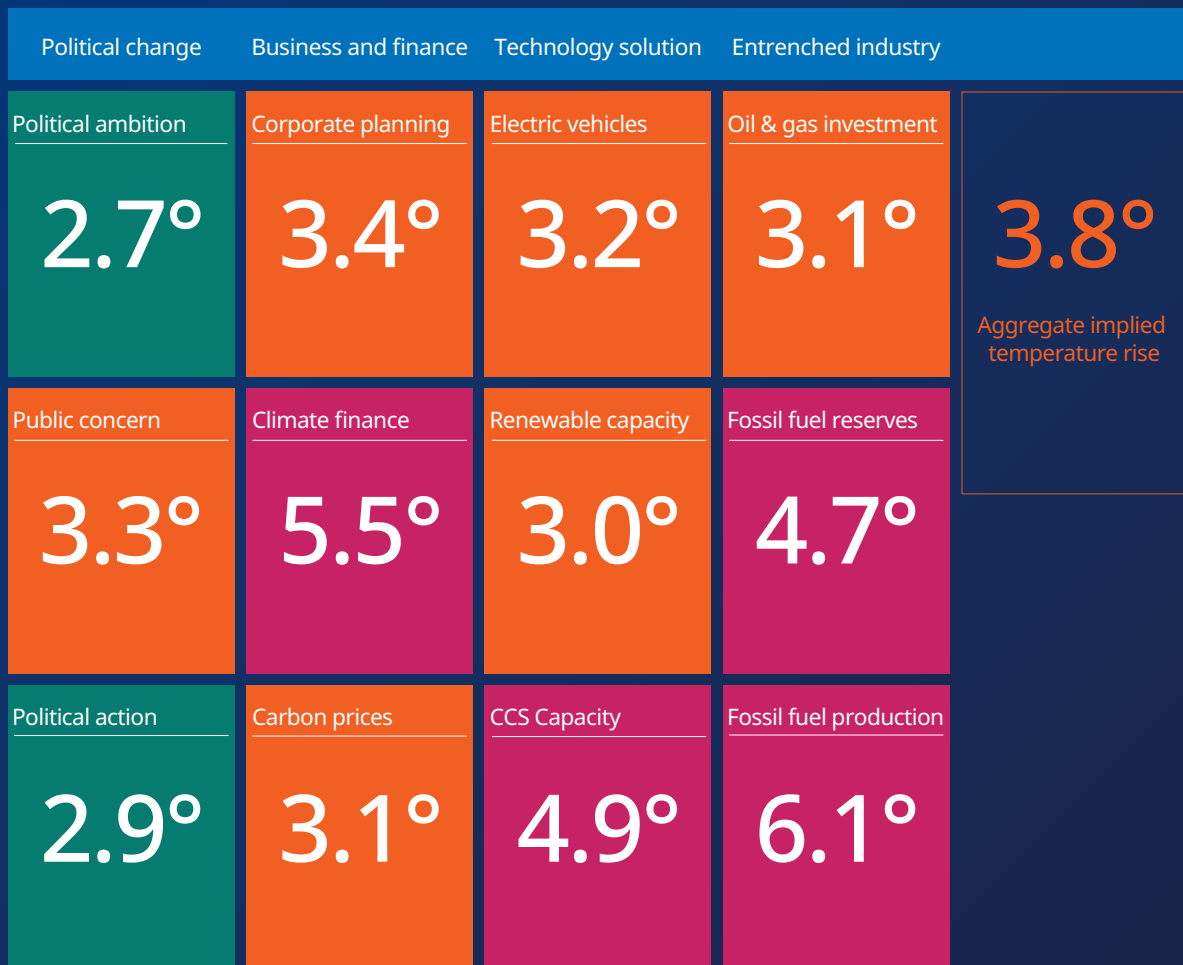 Political change
Business and finance
Technology solution
Entrenched industry
Political ambition
2.7°
Corporate planning
3.4°
Electric vehicles
3.2°
Oil & gas investment
3.1°
3.8°
Aggregate implied
temperature rise
Public concern
3.3°
Climate finance
5.5°
Renewable capacity
3.0°
Fossil fuel reserves
4.7°
Political action
2.9°
Carbon prices
3.1°
CCS Capacity
4.9°
Fossil fuel production
6.1°